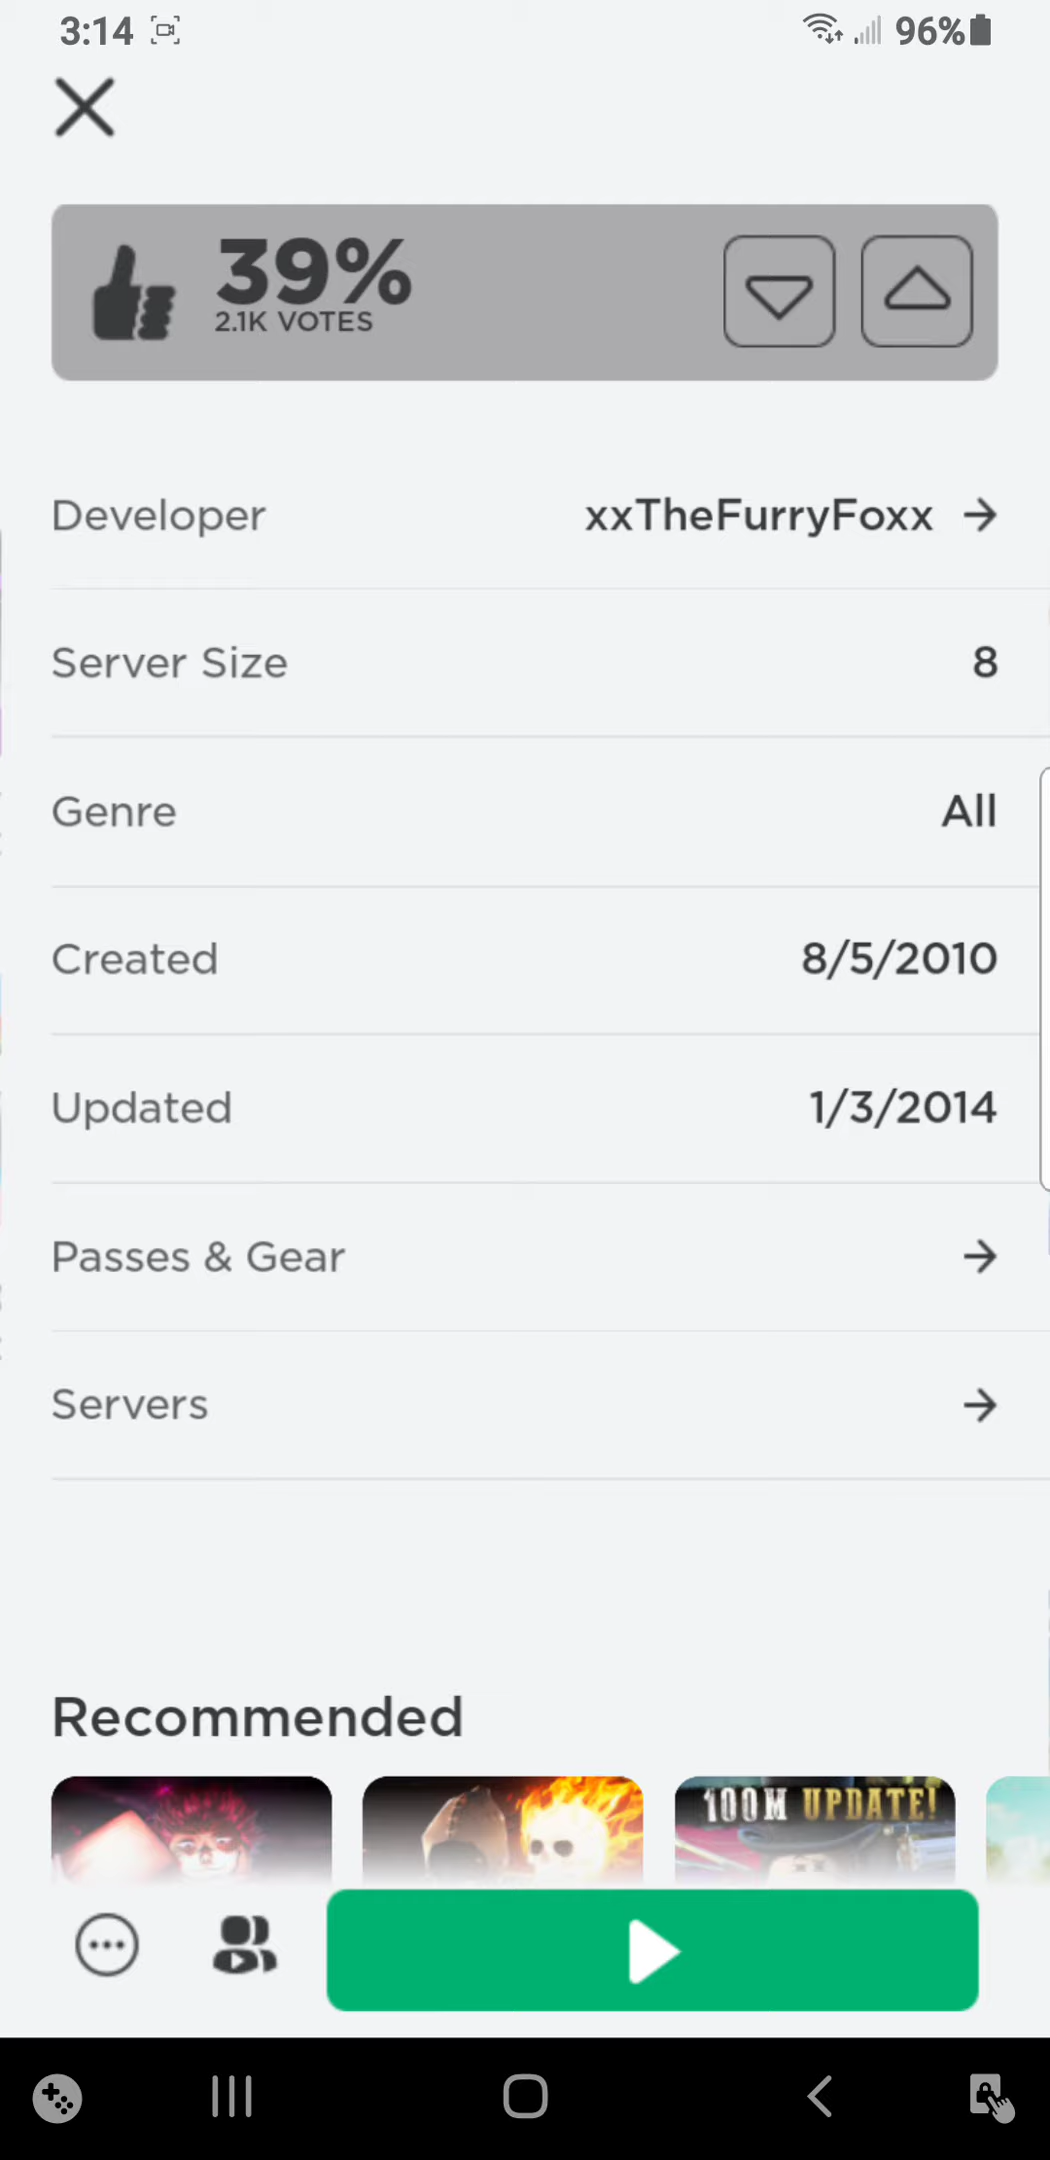 3:14
96%
39%
2.1K VOTES
Developer
xxTheFurryFoxx
Server Size
8
Genre
All
Created
8/5/2010
Updated
1/3/2014
Passes & Gear
Servers
Recommended
100M UPDATE!